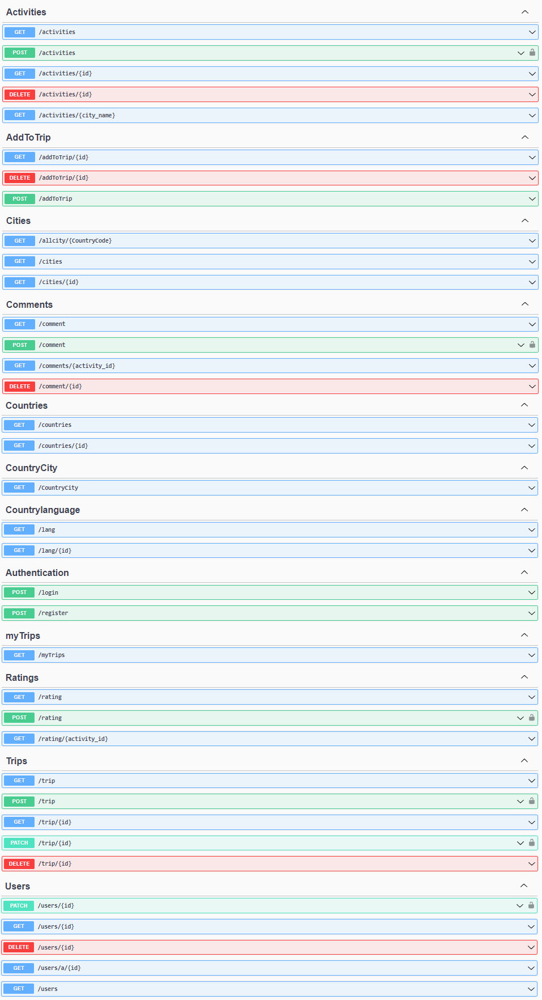 Activities
GET /activities
POST /activities
GET /activities/{id}
DELETE /activities/{id}
GET /activities/{city_name}
AddToTrip
GET /addToTrip/{id}
DELETE /addToTrip/{id}
POST /addToTrip
Cities
GET /allcity/{CountryCode}
GET /cities
GET /cities/{id}
Comments
GET /comment
POST /comment
GET /comments/{activity_id}
DELETE /comment/{id}
Countries
GET /countries
GET /countries/{id}
CountryCity
GET /CountryCity
Countrylanguage
GET /lang
GET /lang/{id}
Authentication
POST /login
POST /register
myTrips
GET /myTrips
Ratings
GET /rating
POST /rating
GET /rating/{activity_id}
Trips
GET /trip
POST /trip
GET /trip/{id}
PATCH /trip/{id}
DELETE /trip/{id}
Users
PATCH /users/{id}
GET /users/{id}
DELETE /users/{id}
GET /users/a/{id}
GET /users